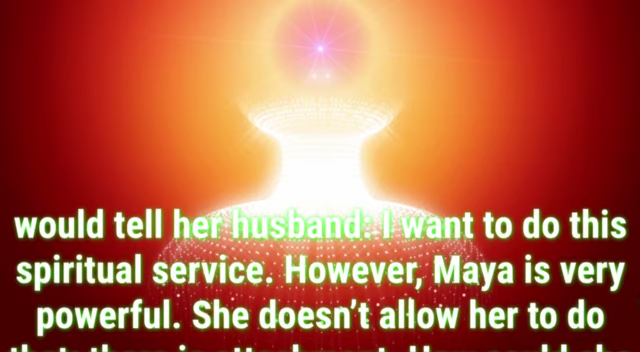 would tell her husband: I want to do this
spiritual service. However, Maya is very
powerful. She doesn't allow her to do